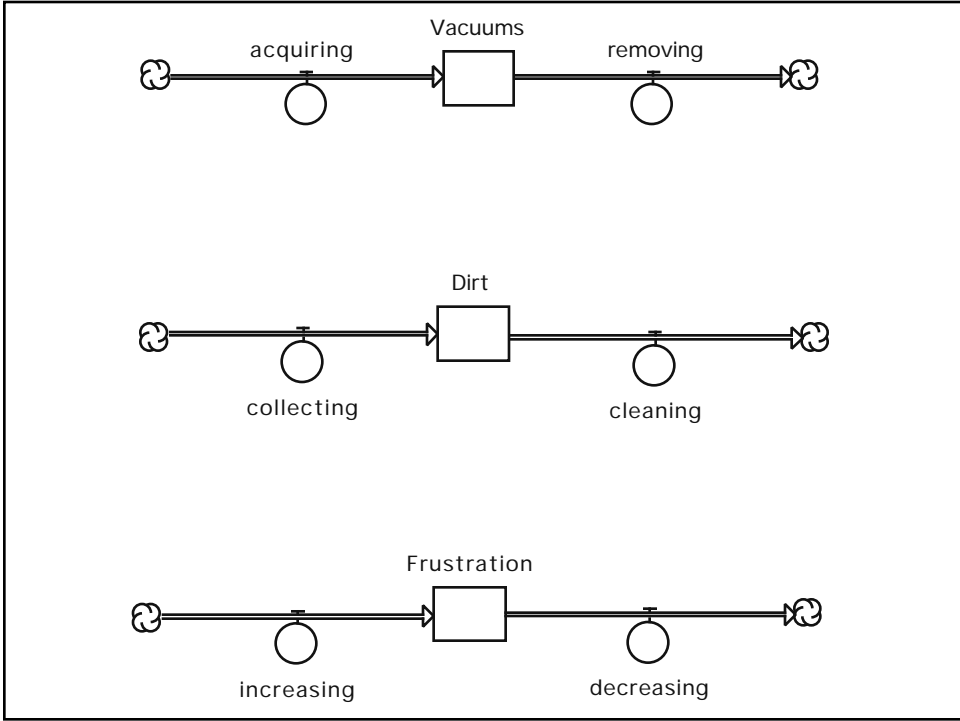 Vacuums
acquiring
removing
Dirt
collecting
cleaning
Frustration
increasing
decreasing